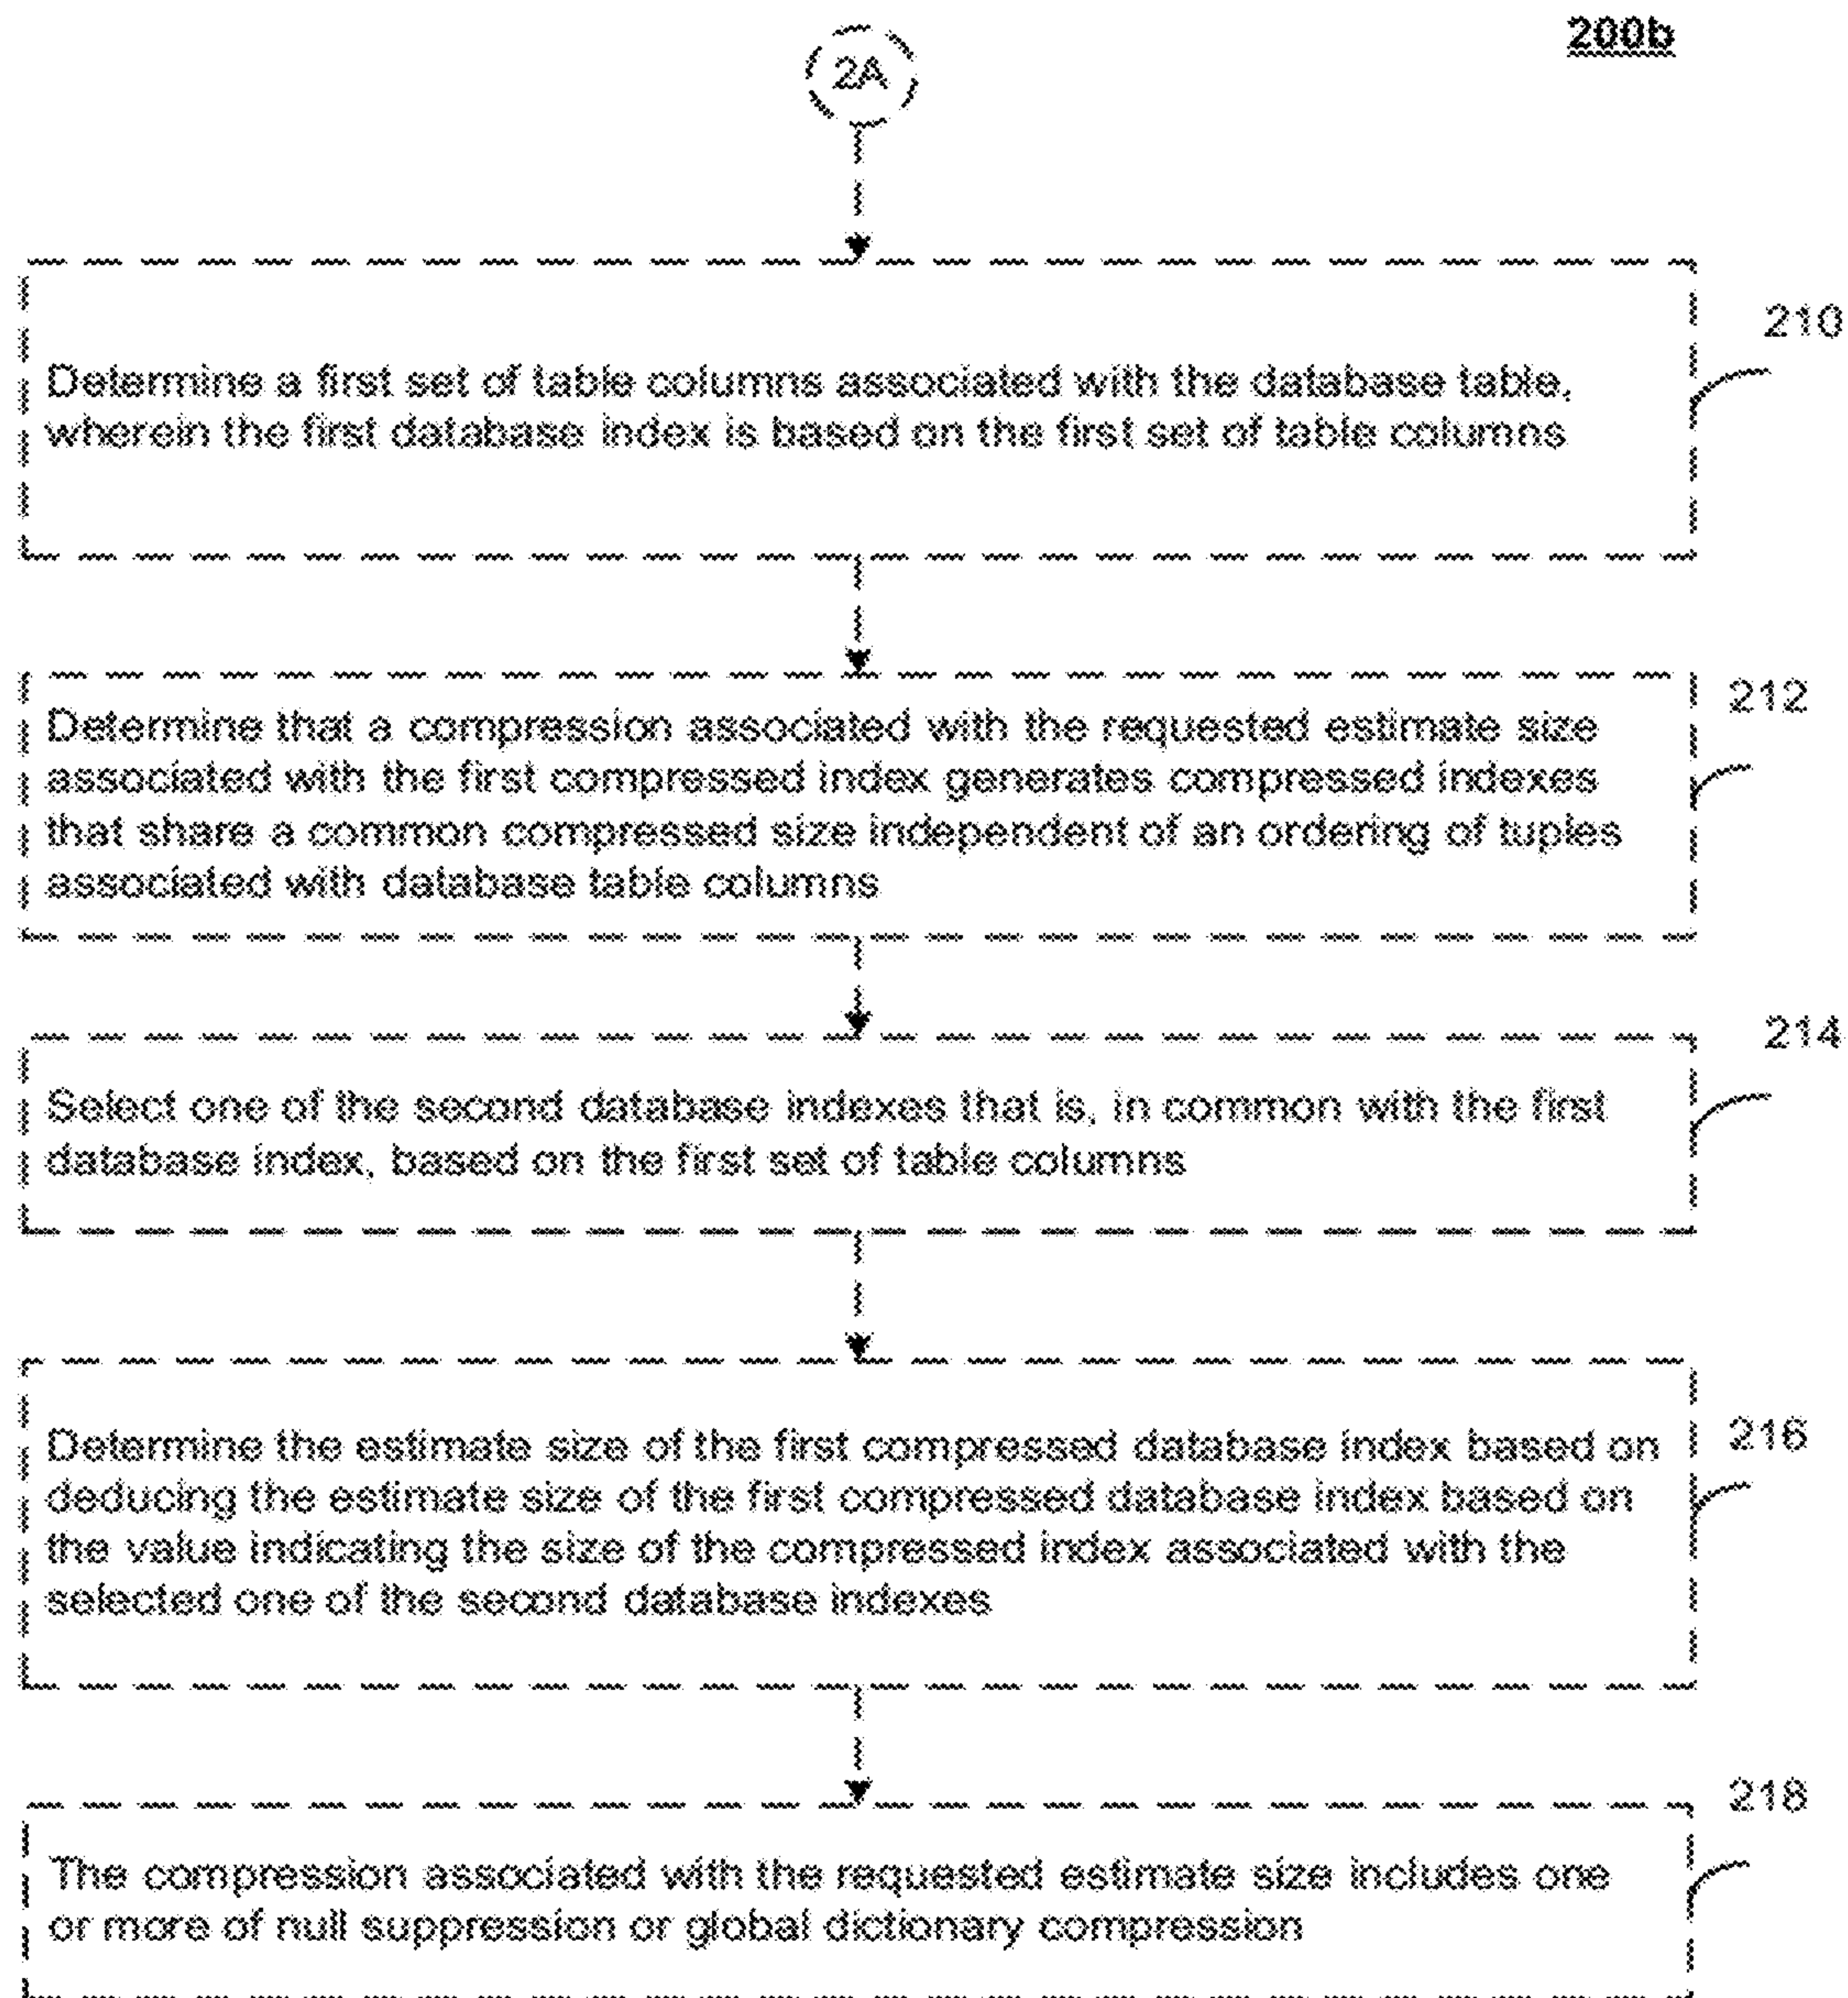 200b
2A
210
Determine a first set of table columns associated with the database table,
wherein the first database index is based on the first set of table columns
212
Determine that a compression associated with the requested estimate size
associated with the first compressed index generates compressed indexes
that share a common compressed size independent of an ordering of tuples
associated with database table columns
214
Select one of the second database indexes that is, in common with the first
database index, based on the first set of table columns
216
Determine the estimate size of the first compressed database index based on
deducing the estimate size of the first compressed database index based on
the value indicating the size of the compressed index associated with the
selected one of the second database indexes
218
The compression associated with the requested estimate size includes one
or more of null suppression or global dictionary compression